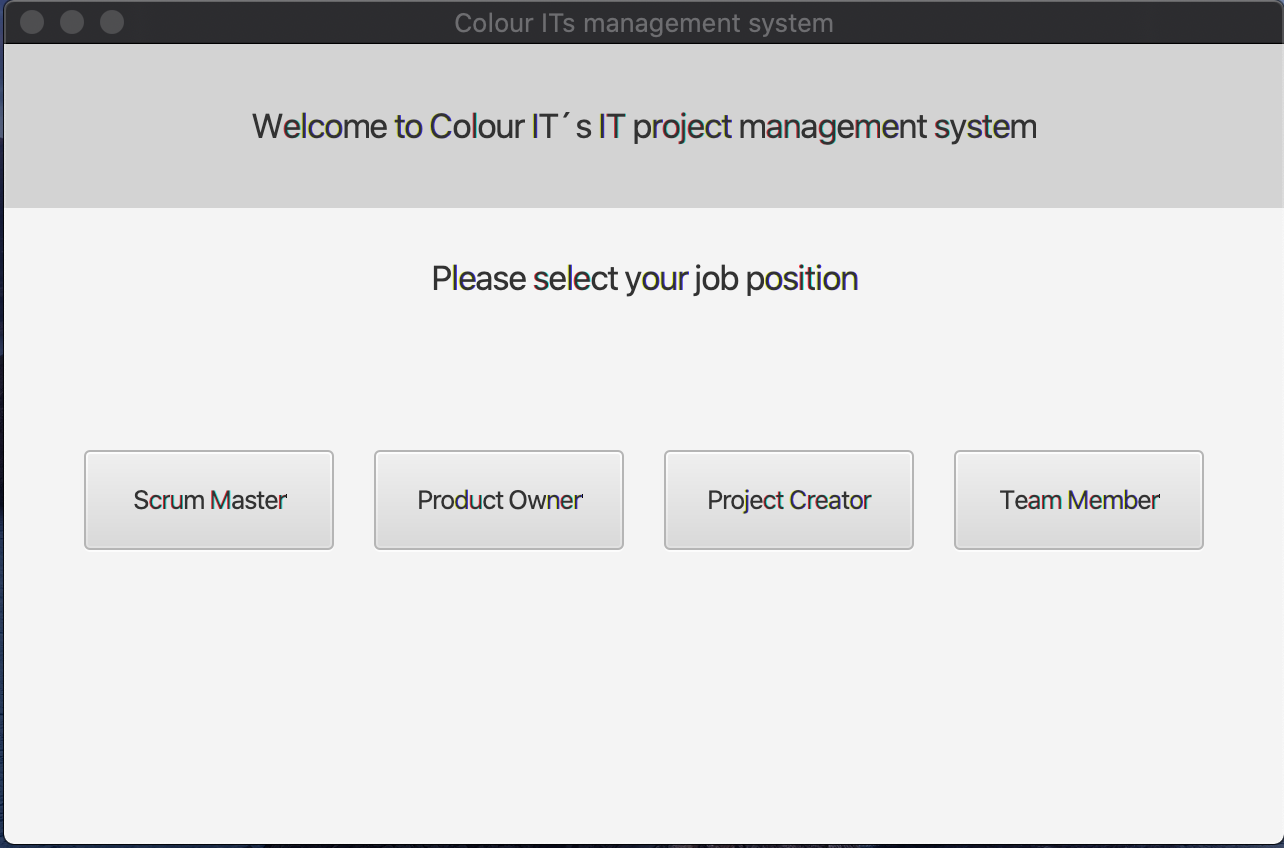 Colour ITs management system
Welcome to Colour IT´s IT project management system
Please select your job position
Scrum Master
Product Owner
Project Creator
Team Member